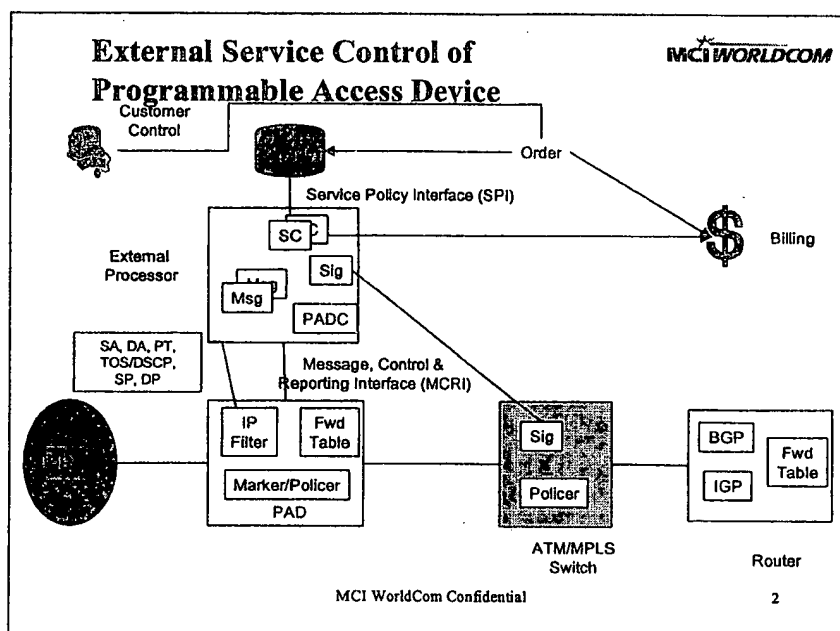 External Service Control of
Programmable Access Device
MCI WORLDCOM
Customer
Control
Order
Service Policy Interface (SPI)
SC
C
External
Processor
Sig
Msg
PADC
Billing
SA, DA, PT,
TOS/DSCP,
SP, DP
Message, Control &
Reporting Interface (MCRI)
IP
Filter
Fwd
Table
Marker/Policer
PAD
Sig
Policer
ATM/MPLS
Switch
BGP
IGP
Fwd
Table
Router
MCI WorldCom Confidential
2